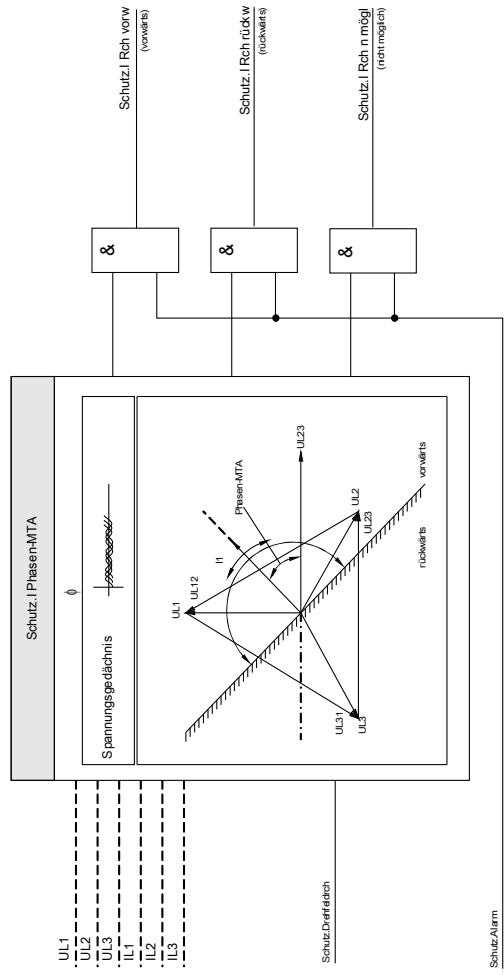 Schutz.I Phasen-MTA
UL1
UL2
UL3
IL1
IL2
IL3
φ
Spannungsgedächnis
UL1
UL12
I1
Phasen-MTA
UL23
UL31
UL3
UL2
UL23
vorwärts
rückwärts
Schutz.Drehfeldrch
Schutz.Alarm
&
Schutz.I Rch vorw
(vorwärts)
&
Schutz.I Rch rückw
(rückwärts)
&
Schutz.I Rch n mögl
(nicht möglich)